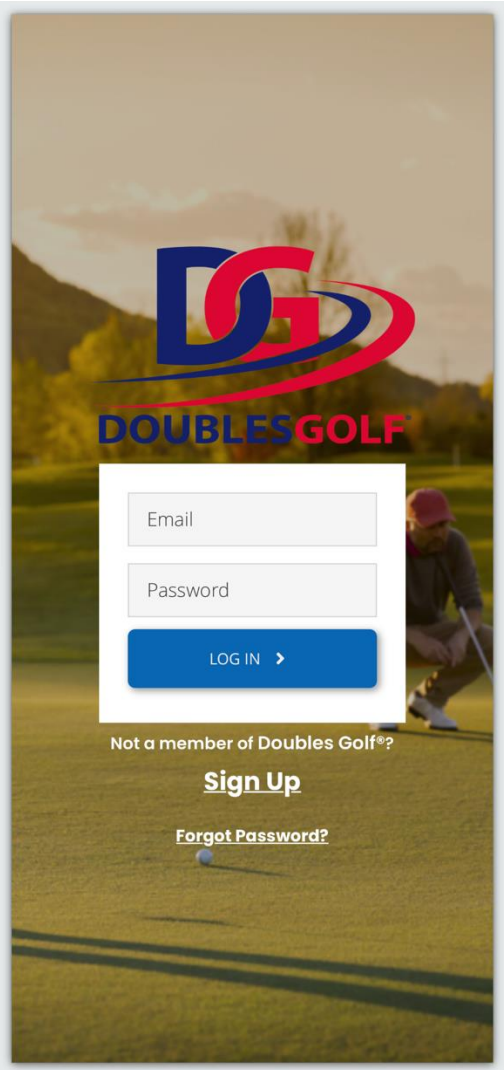 DG
DOUBLESGOLF®
Email
Password
LOG IN
Not a member of Doubles Golf®?
Sign Up
Forgot Password?